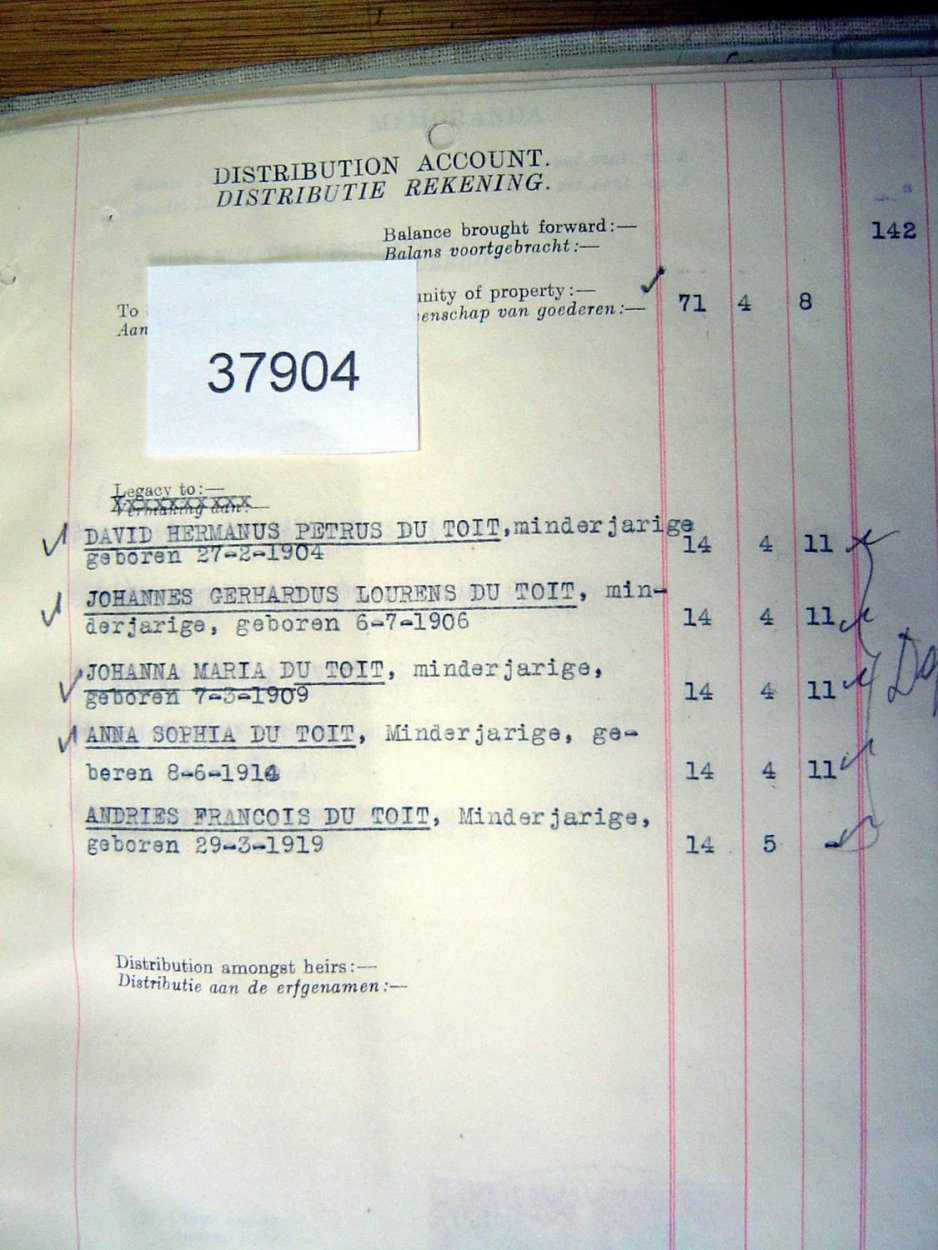 DISTRIBUTION ACCOUNT.
DISTRIBUTIE REKENING.
Balance brought forward:—
Balans voortgebracht:—
142
To
nity of property:—
71 4 8
Aan
enschap van goederen:—
37904
Legacy to:—
Vermaking aan:—
DAVID HERMANUS PETRUS DU TOIT,minderjarige
geboren 27-2-1904
14 4 11
JOHANNES GERHARDUS LOURENS DU TOIT, min-
derjarige, geboren 6-7-1906
14 4 11
JOHANNA MARIA DU TOIT, minderjarige,
geboren 7-3-1909
14 4 11
ANNA SOPHIA DU TOIT, Minderjarige, ge-
beren 8-6-191
14 4 11
ANDRIES FRANCOIS DU TOIT, Minderjarige,
geboren 29-3-1919
14 5 -
Distribution amongst heirs:—
Distributie aan de erfgenamen:—